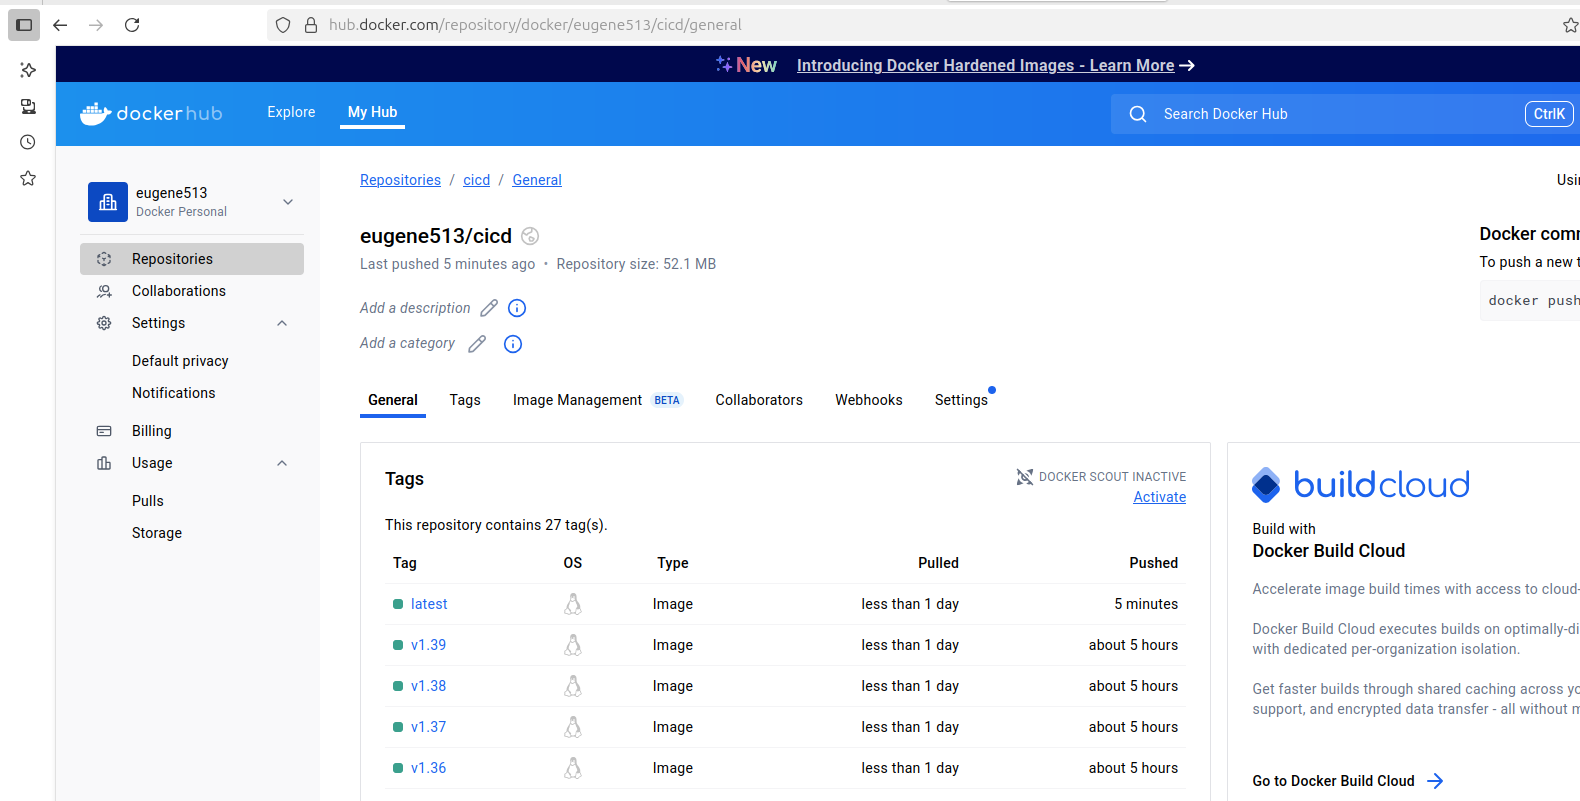 hub.docker.com/repository/docker/eugene513/cicd/general
New Introducing Docker Hardened Images - Learn More →
dockerhub Explore My Hub Search Docker Hub CtrlK
eugene513
Docker Personal
Repositories
Collaborations
Settings
Default privacy
Notifications
Billing
Usage
Pulls
Storage
Repositories / cicd / General
eugene513/cicd
Last pushed 5 minutes ago • Repository size: 52.1 MB
Add a description
Add a category
Docker
To push a new
docker push
General Tags Image Management BETA Collaborators Webhooks Settings
Tags
DOCKER SCOUT INACTIVE
Activate
This repository contains 27 tag(s).
Tag OS Type Pulled Pushed
latest Image less than 1 day 5 minutes
v1.39 Image less than 1 day about 5 hours
v1.38 Image less than 1 day about 5 hours
v1.37 Image less than 1 day about 5 hours
v1.36 Image less than 1 day about 5 hours
buildcloud
Build with
Docker Build Cloud
Accelerate image build times with access to cloud-
Docker Build Cloud executes builds on optimally-
with dedicated per-organization isolation.
Get faster builds through shared caching across
support, and encrypted data transfer - all without
Go to Docker Build Cloud →